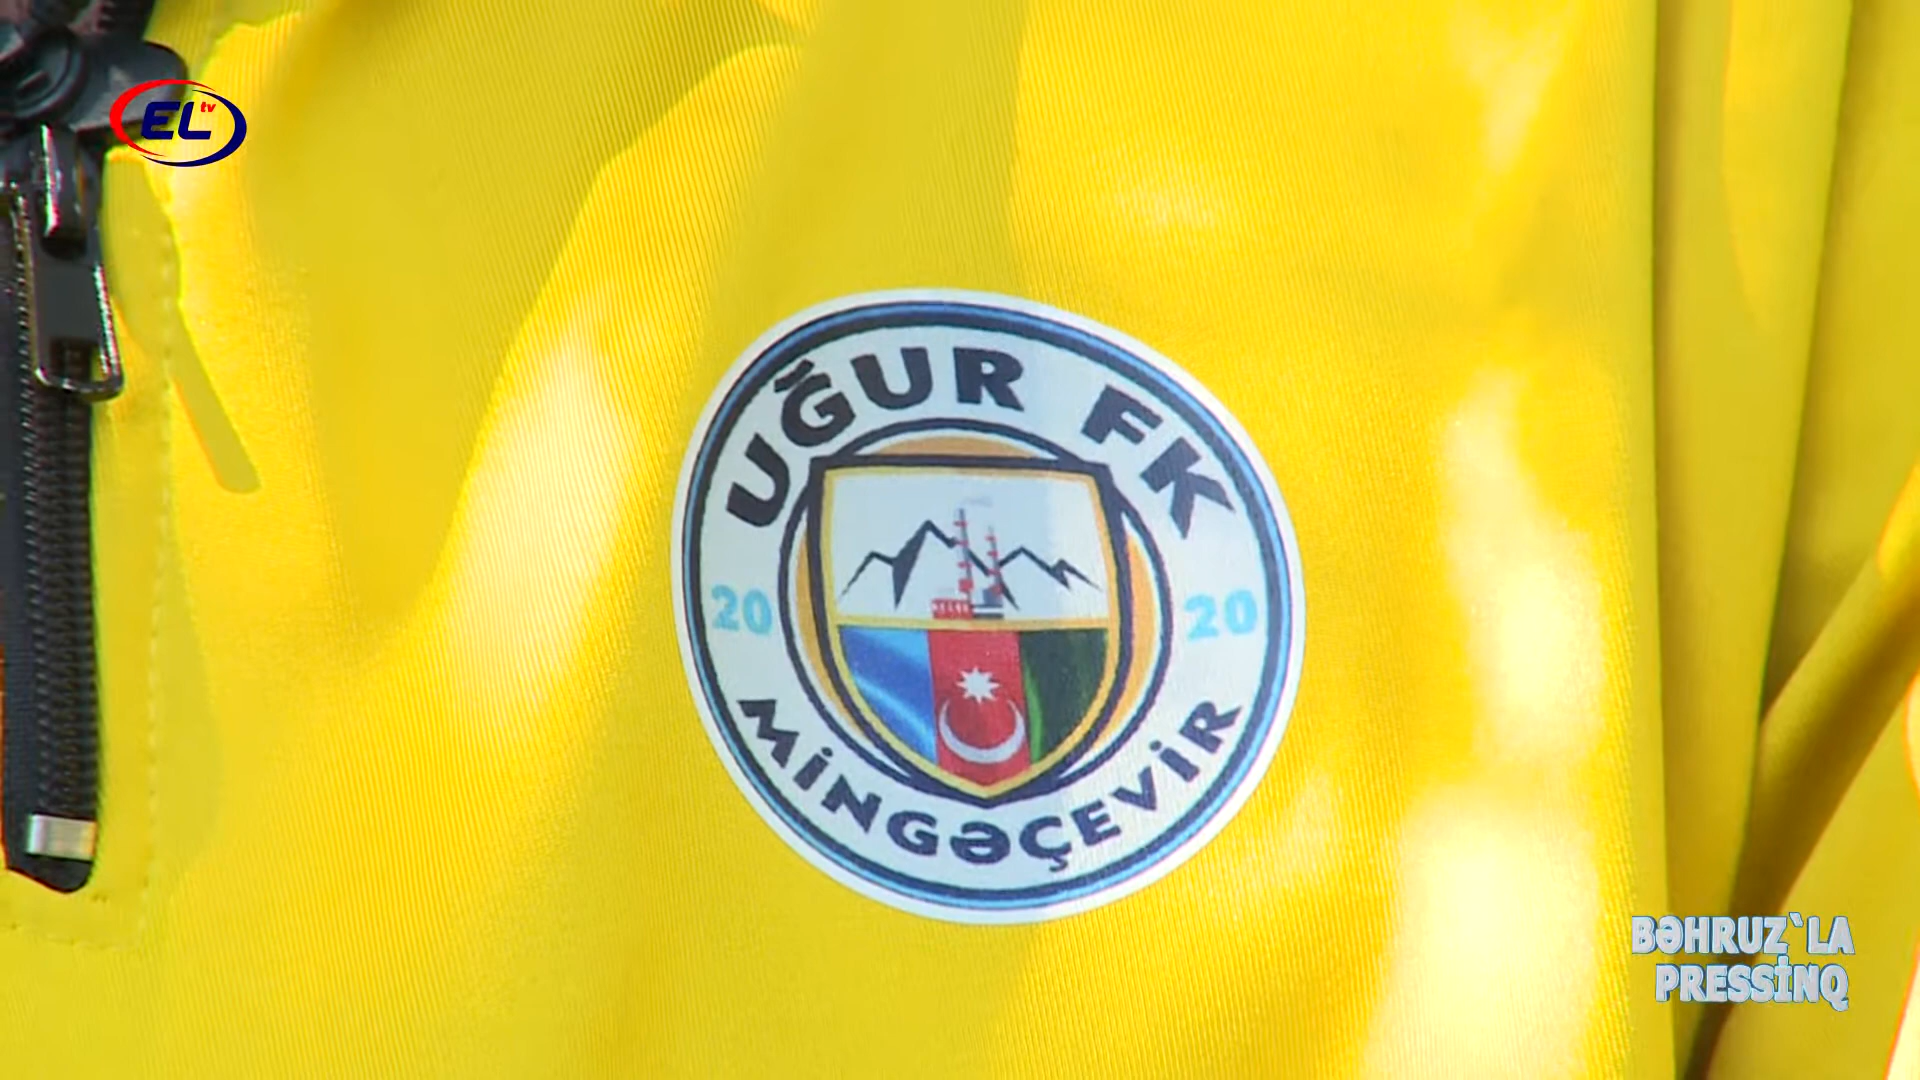 EL tv
UĞUR FK
20 20
MİNGƏÇEVİR
BƏHRUZ`LA
PRESSİNQ